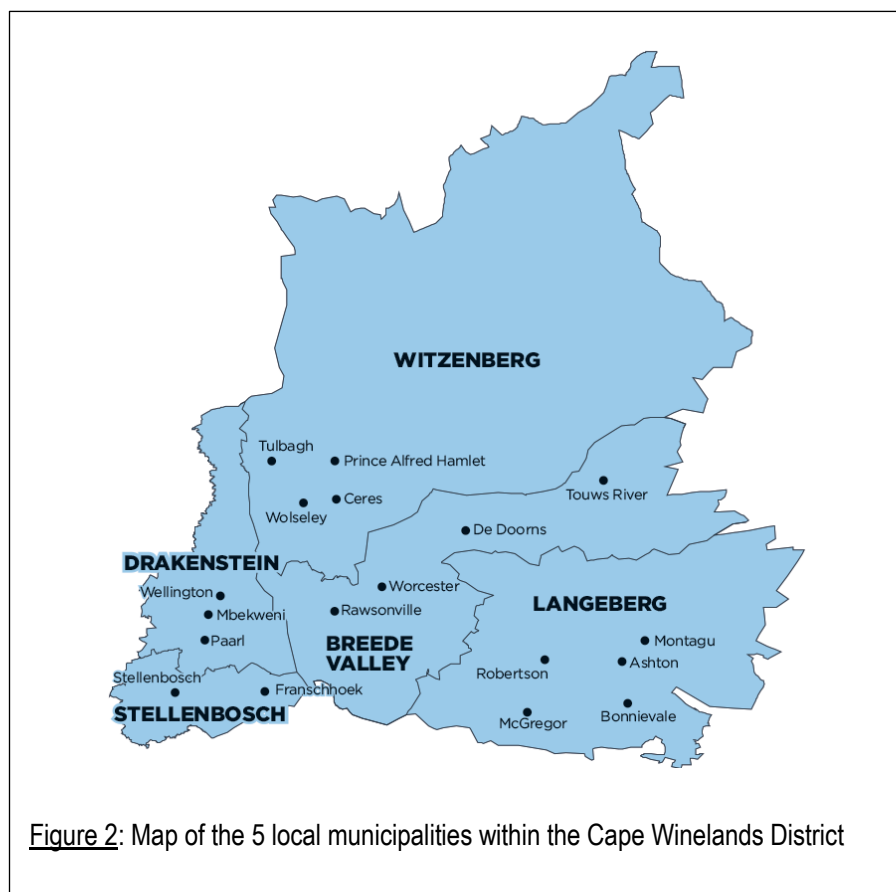 WITZENBERG
Tulbagh
Prince Alfred Hamlet
Ceres
Wolseley
Touws River
De Doorns
DRAKENSTEIN
Wellington
Mbekweni
Paarl
Worcester
Rawsonville
BREEDE
VALLEY
LANGEBERG
Montagu
Ashton
Robertson
McGregor
Bonnievale
Stellenbosch
Franschhoek
STELLENBOSCH
Figure 2: Map of the 5 local municipalities within the Cape Winelands District